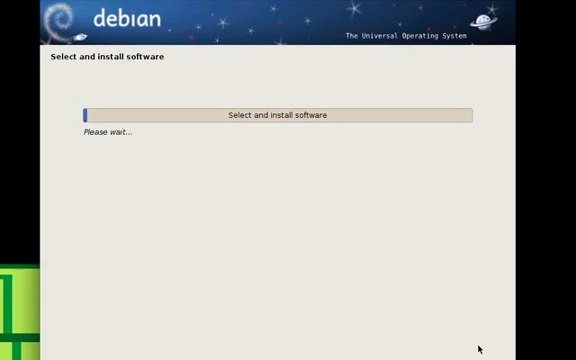 debian
The Universal Operating System
Select and install software
Select and install software
Please wait...